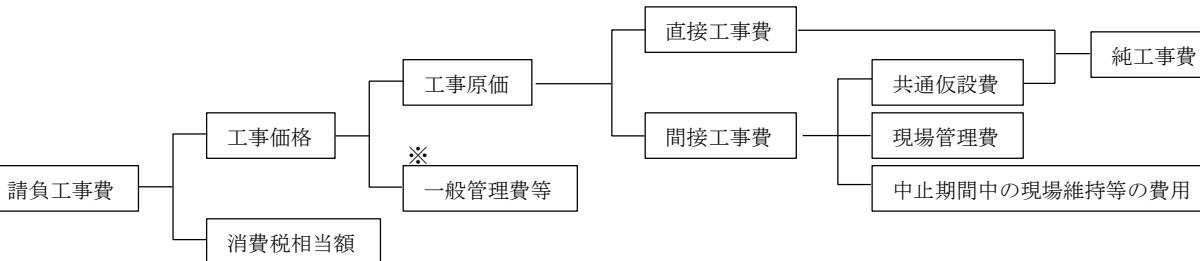 直接工事費
純工事費
工事原価
共通仮設費
工事価格
間接工事費
現場管理費
※
請負工事費
一般管理費等
中止期間中の現場維持等の費用
消費税相当額